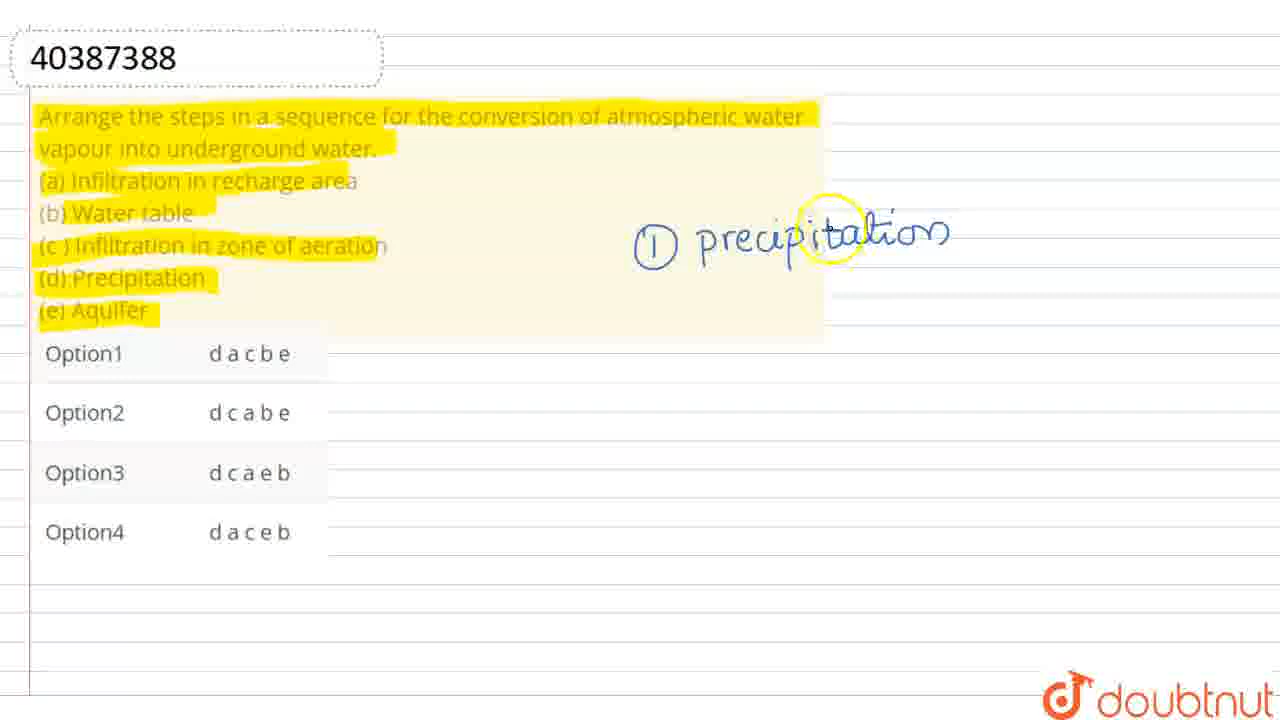 40387388
Arrange the steps in a sequence for the conversion of atmospheric water
vapour into underground water.
(a) Infiltration in recharge area
(b) Water table
(c ) Infiltration in zone of aeration
(d) Precipitation
(e) Aquifer
① precipitation
Option1 d a c b e
Option2 d c a b e
Option3 d c a e b
Option4 d a c e b
doubtnut